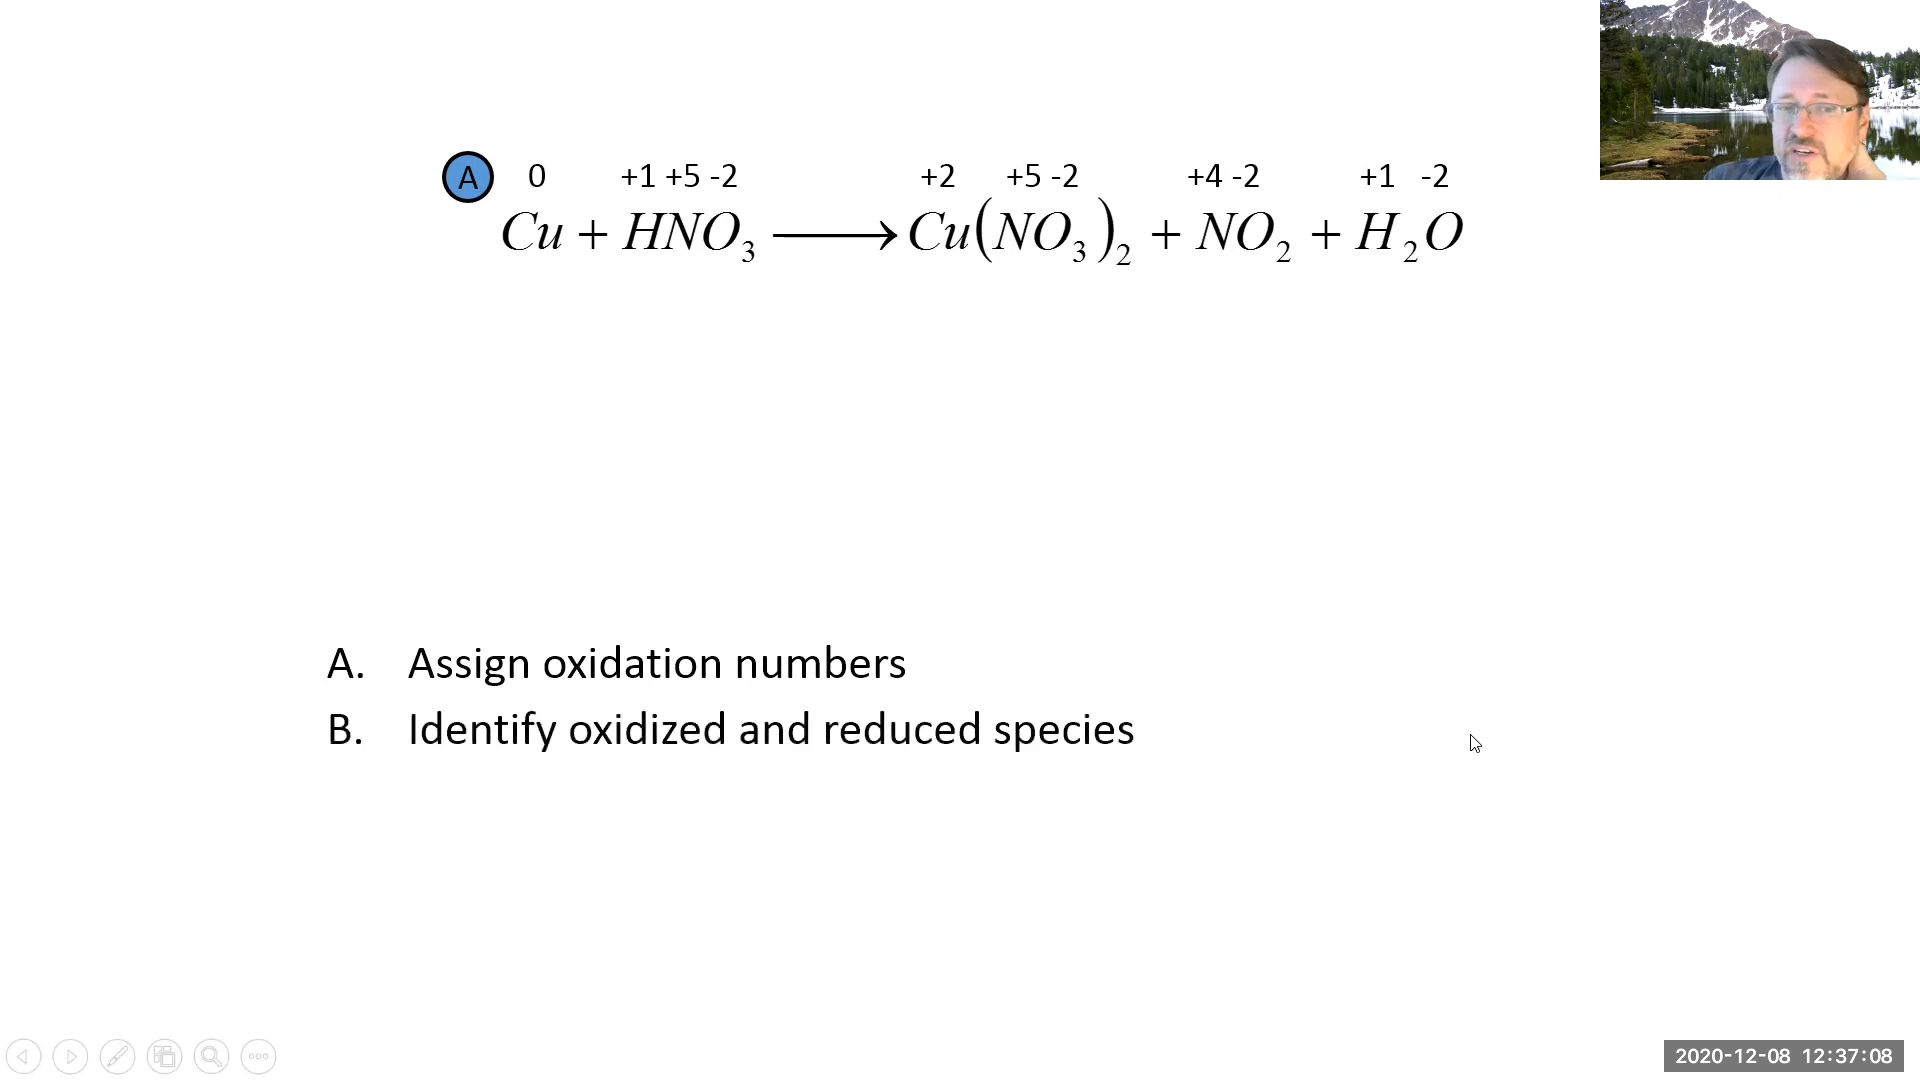 A 0 +1 +5 -2 +2 +5 -2 +4 -2 +1 -2
Cu + HNO₃ ⟶ Cu(NO₃)₂ + NO₂ + H₂O
A. Assign oxidation numbers
B. Identify oxidized and reduced species
2020-12-08 12:37:08